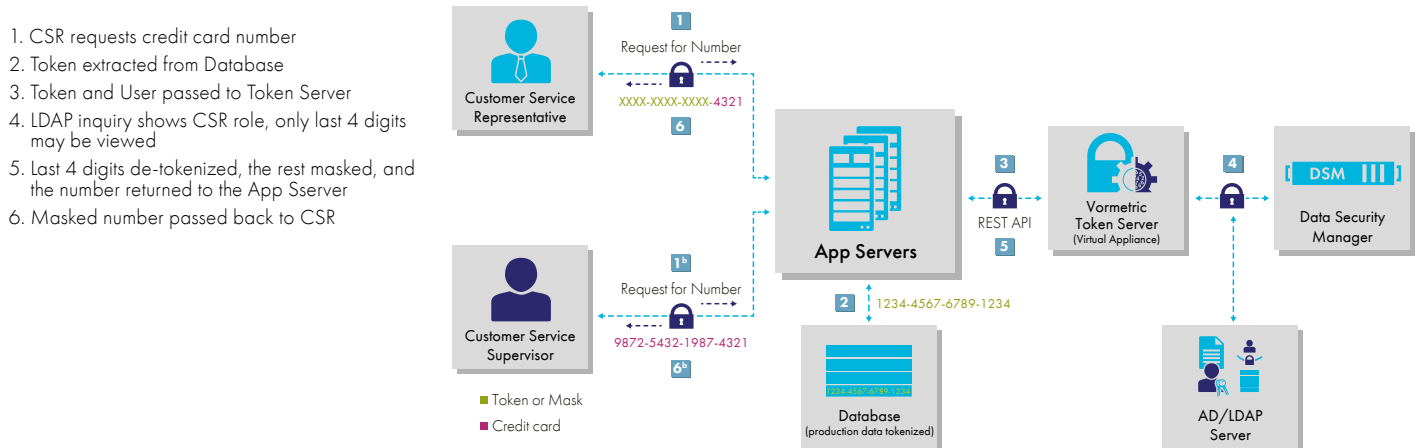 1. CSR requests credit card number
2. Token extracted from Database
3. Token and User passed to Token Server
4. LDAP inquiry shows CSR role, only last 4 digits
may be viewed
5. Last 4 digits de-tokenized, the rest masked, and
the number returned to the App Sserver
6. Masked number passed back to CSR
Customer Service
Representative
1
Request for Number
XXXX-XXXX-XXXX-4321
6
Customer Service
Supervisor
1b
Request for Number
9872-5432-1987-4321
6b
Token or Mask
Credit card
App Servers
2
1234-4567-6789-1234
1234-4567-6789-1234
Database
(production data tokenized)
3
REST API
5
Vormetric
Token Server
(Virtual Appliance)
4
DSM
Data Security
Manager
AD/LDAP
Server